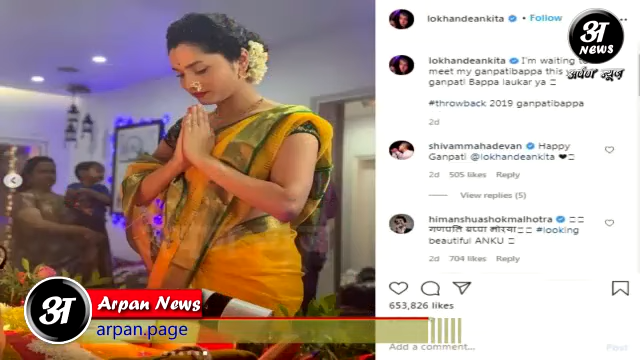 lokhandeankita • Follow
अ
NEWS
अर्पण न्यूज़
lokhandeankita I'm waiting to
meet my ganpatibappa this
ganpati Bappa laukar ya
#throwback 2019 ganpatibappa
2d
shivammahadevan Happy
Ganpati @lokhandeankita ❤
2d 505 likes Reply
View replies (5)
himanshuashokmalhotra
गणपति बप्पा मोरया #looking
beautiful ANKU
2d 704 likes Reply
653,826 likes
Add a comment...
Post
अ
Arpan News
arpan.page